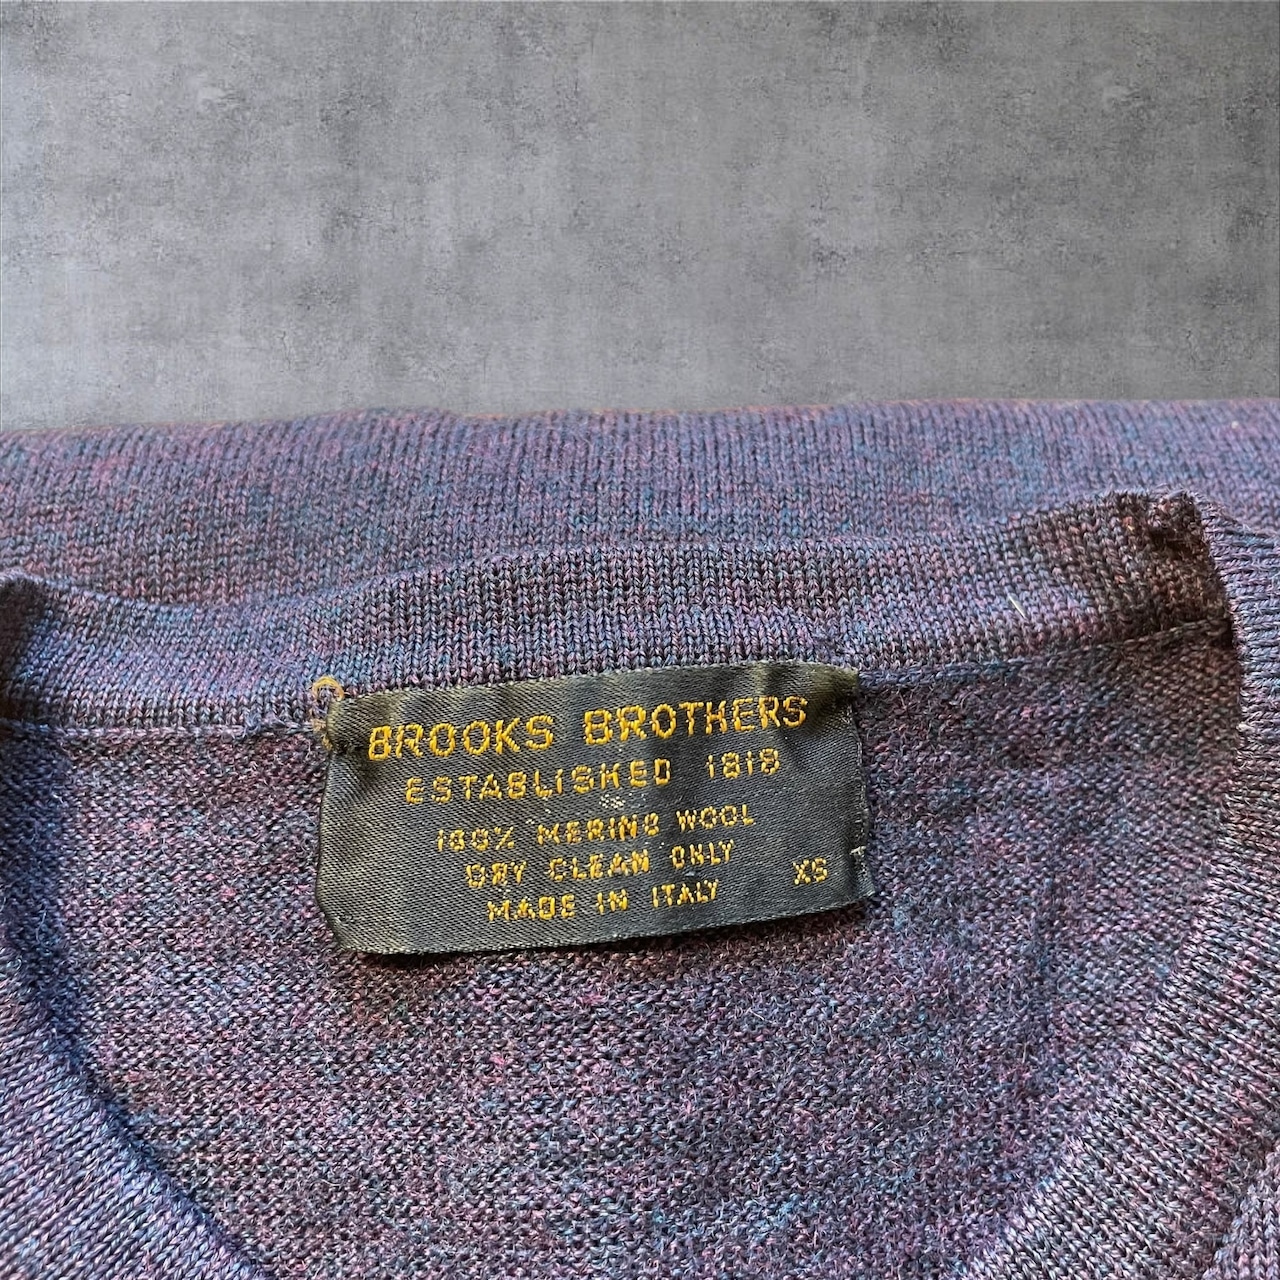 BROOKS BROTHERS
ESTABLISHED 1818
100% MERINO WOOL
DRY CLEAN ONLY
MADE IN ITALY XS